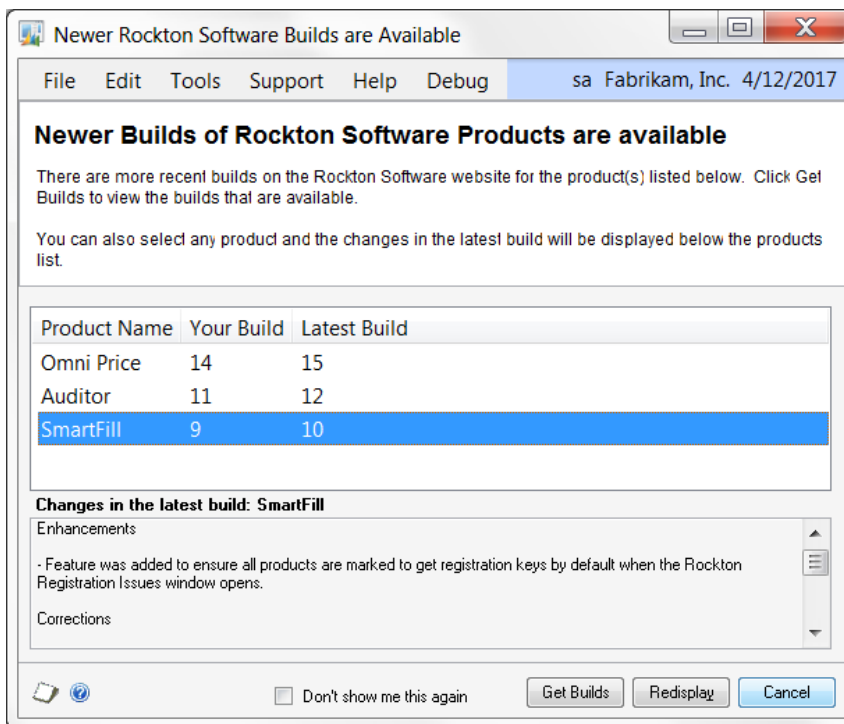 Newer Rockton Software Builds are Available
File Edit Tools Support Help Debug sa Fabrikam, Inc. 4/12/2017
Newer Builds of Rockton Software Products are available
There are more recent builds on the Rockton Software website for the product(s) listed below. Click Get
Builds to view the builds that are available.
You can also select any product and the changes in the latest build will be displayed below the products
list.
Product Name Your Build Latest Build
Omni Price 14 15
Auditor 11 12
SmartFill 9 10
Changes in the latest build: SmartFill
Enhancements
- Feature was added to ensure all products are marked to get registration keys by default when the Rockton
Registration Issues window opens.
Corrections
Don't show me this again Get Builds Redisplay Cancel